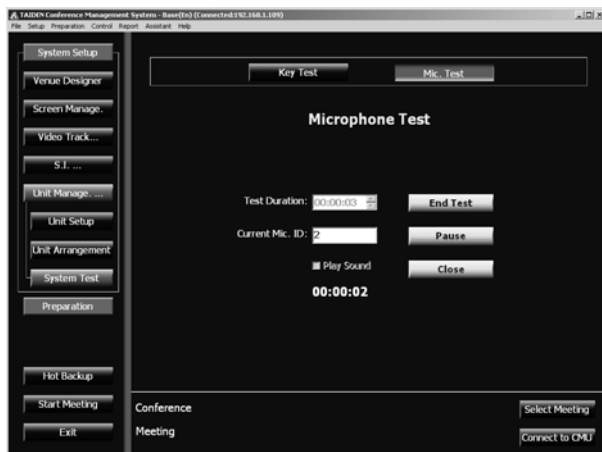 TAIDEN Conference Management System - Base(En) (Connected:192.168.1.109)
File Setup Preparation Control Report Assistant Help
System Setup
Venue Designer
Screen Manage.
Video Track...
S.I. ...
Unit Manage. ...
Unit Setup
Unit Arrangement
System Test
Preparation
Hot Backup
Start Meeting
Exit
Key Test
Mic. Test
Microphone Test
Test Duration: 00:00:03
End Test
Current Mic. ID: 2
Pause
Play Sound
Close
00:00:02
Conference
Select Meeting
Meeting
Connect to CMU